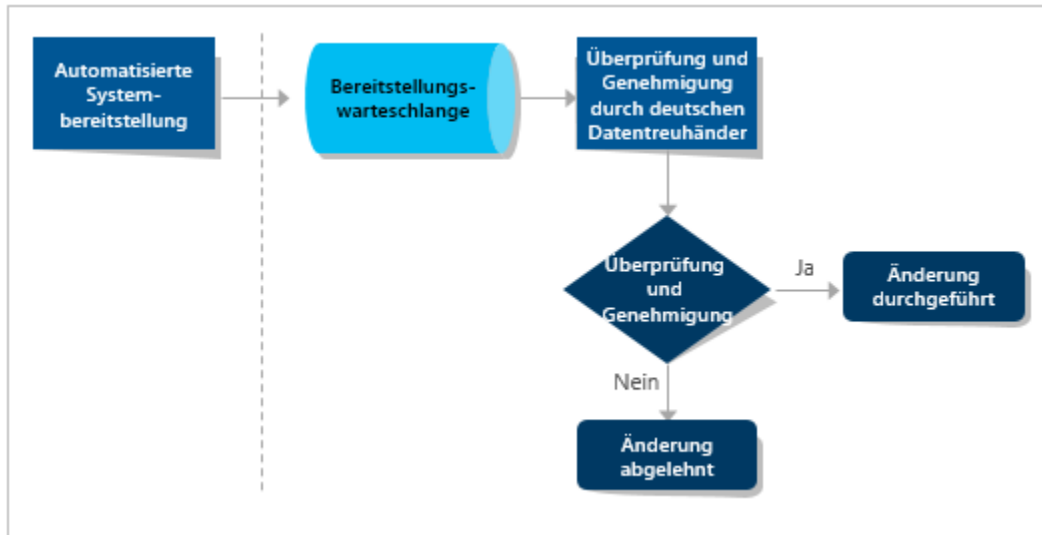 Automatisierte
System-
bereitstellung
Bereitstellungs-
warteschlange
Überprüfung und
Genehmigung
durch deutschen
Datentreuhänder
Überprüfung
und
Genehmigung
Ja
Änderung
durchgeführt
Nein
Änderung
abgelehnt